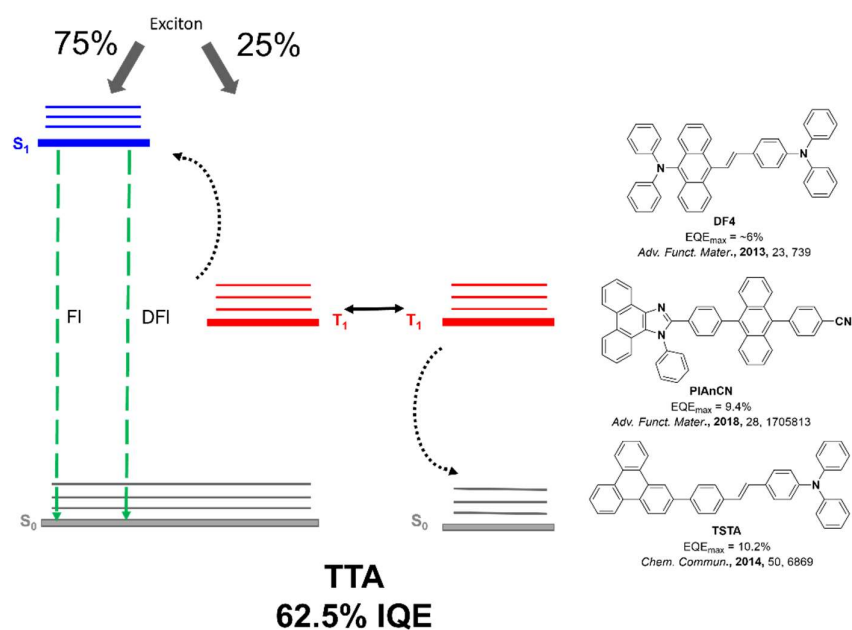 Exciton
75%
25%
S1
Fl
DFl
T1
T1
S0
S0
TTA
62.5% IQE
N
N
DF4
EQEmax = ~6%
Adv. Funct. Mater., 2013, 23, 739
N
N
CN
PIAnCN
EQEmax = 9.4%
Adv. Funct. Mater., 2018, 28, 1705813
N
TSTA
EQEmax = 10.2%
Chem. Commun., 2014, 50, 6869